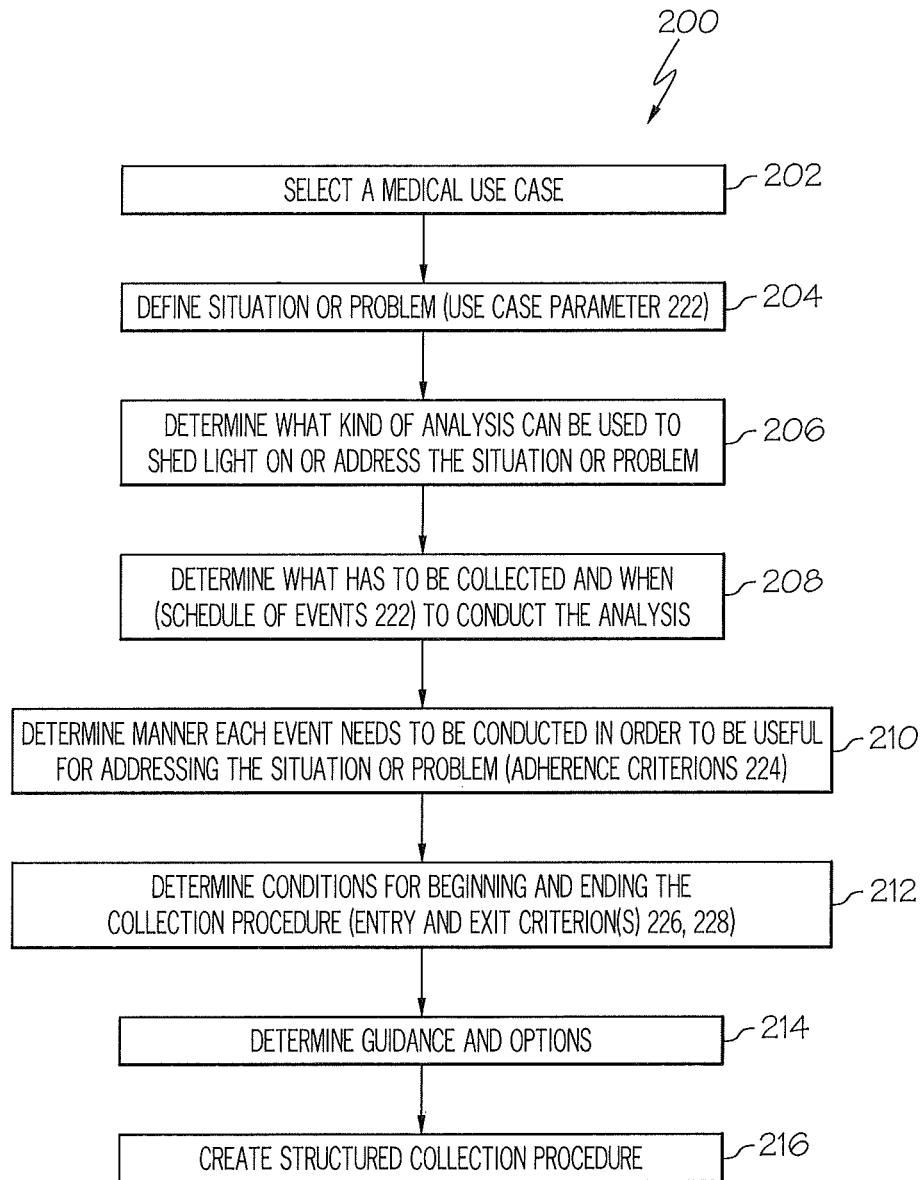 200
SELECT A MEDICAL USE CASE
202
DEFINE SITUATION OR PROBLEM (USE CASE PARAMETER 222)
204
DETERMINE WHAT KIND OF ANALYSIS CAN BE USED TO
SHED LIGHT ON OR ADDRESS THE SITUATION OR PROBLEM
206
DETERMINE WHAT HAS TO BE COLLECTED AND WHEN
(SCHEDULE OF EVENTS 222) TO CONDUCT THE ANALYSIS
208
DETERMINE MANNER EACH EVENT NEEDS TO BE CONDUCTED IN ORDER TO BE USEFUL
FOR ADDRESSING THE SITUATION OR PROBLEM (ADHERENCE CRITERIONS 224)
210
DETERMINE CONDITIONS FOR BEGINNING AND ENDING THE
COLLECTION PROCEDURE (ENTRY AND EXIT CRITERION(S) 226, 228)
212
DETERMINE GUIDANCE AND OPTIONS
214
CREATE STRUCTURED COLLECTION PROCEDURE
216